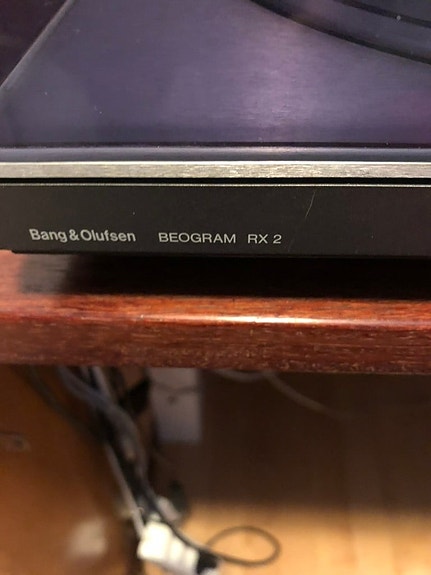 Bang & Olufsen BEOGRAM RX 2